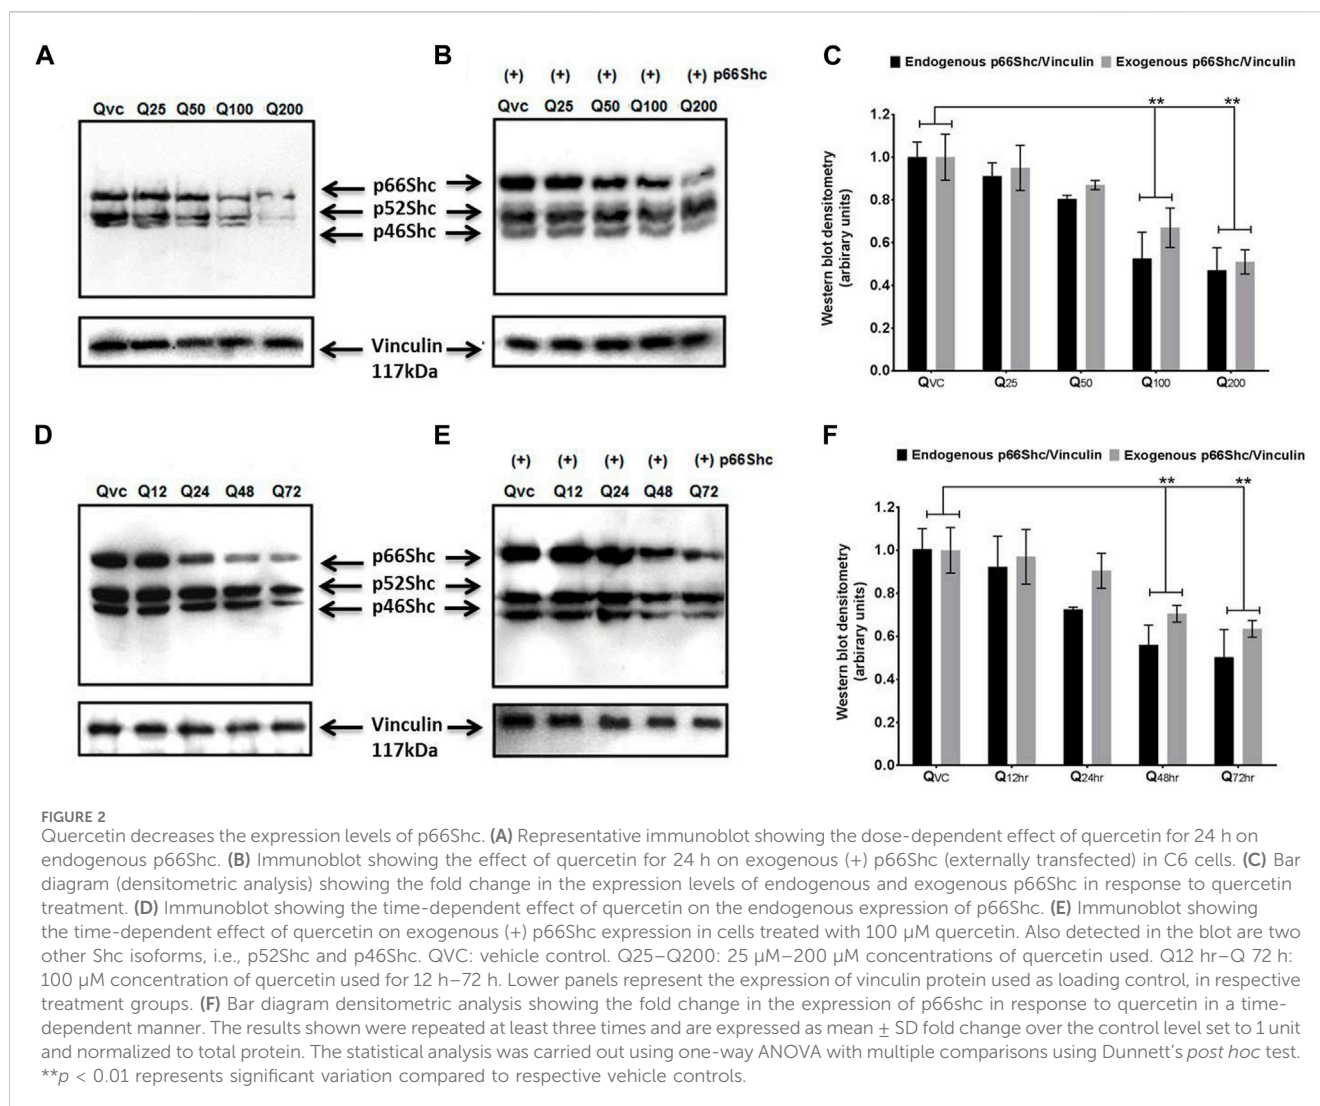 A
Qvc Q25 Q50 Q100 Q200
B
(+) (+) (+) (+) (+) p66Shc
Qvc Q25 Q50 Q100 Q200
p66Shc
p52Shc
p46Shc
Vinculin
117kDa
C
Endogenous p66Shc/Vinculin Exogenous p66Shc/Vinculin
** **
Western blot densitometry
(arbirary units)
1.2
1.0
0.8
0.6
0.4
0.2
0.0
QVC Q25 Q50 Q100 Q200
D
Qvc Q12 Q24 Q48 Q72
E
(+) (+) (+) (+) (+) p66Shc
Qvc Q12 Q24 Q48 Q72
p66Shc
p52Shc
p46Shc
Vinculin
117kDa
F
Endogenous p66Shc/Vinculin Exogenous p66Shc/Vinculin
** **
Western blot densitometry
(arbirary units)
1.2
1.0
0.8
0.6
0.4
0.2
0.0
QVC Q12hr Q24hr Q48hr Q72hr
FIGURE 2
Quercetin decreases the expression levels of p66Shc. (A) Representative immunoblot showing the dose-dependent effect of quercetin for 24 h on
endogenous p66Shc. (B) Immunoblot showing the effect of quercetin for 24 h on exogenous (+) p66Shc (externally transfected) in C6 cells. (C) Bar
diagram (densitometric analysis) showing the fold change in the expression levels of endogenous and exogenous p66Shc in response to quercetin
treatment. (D) Immunoblot showing the time-dependent effect of quercetin on the endogenous expression of p66Shc. (E) Immunoblot showing
the time-dependent effect of quercetin on exogenous (+) p66Shc expression in cells treated with 100 µM quercetin. Also detected in the blot are two
other Shc isoforms, i.e., p52Shc and p46Shc. QVC: vehicle control. Q25–Q200: 25 µM–200 µM concentrations of quercetin used. Q12 hr–Q 72 h:
100 µM concentration of quercetin used for 12 h–72 h. Lower panels represent the expression of vinculin protein used as loading control, in respective
treatment groups. (F) Bar diagram densitometric analysis showing the fold change in the expression of p66shc in response to quercetin in a time-
dependent manner. The results shown were repeated at least three times and are expressed as mean ± SD fold change over the control level set to 1 unit
and normalized to total protein. The statistical analysis was carried out using one-way ANOVA with multiple comparisons using Dunnett's post hoc test.
**p < 0.01 represents significant variation compared to respective vehicle controls.